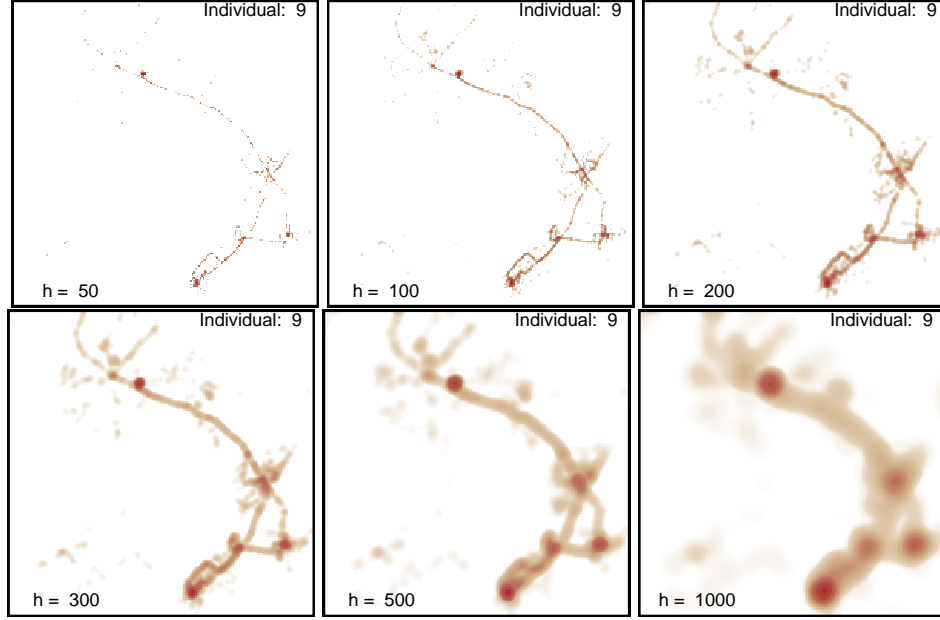 Individual: 9
h = 50
Individual: 9
h = 100
Individual: 9
h = 200
Individual: 9
h = 300
Individual: 9
h = 500
Individual: 9
h = 1000